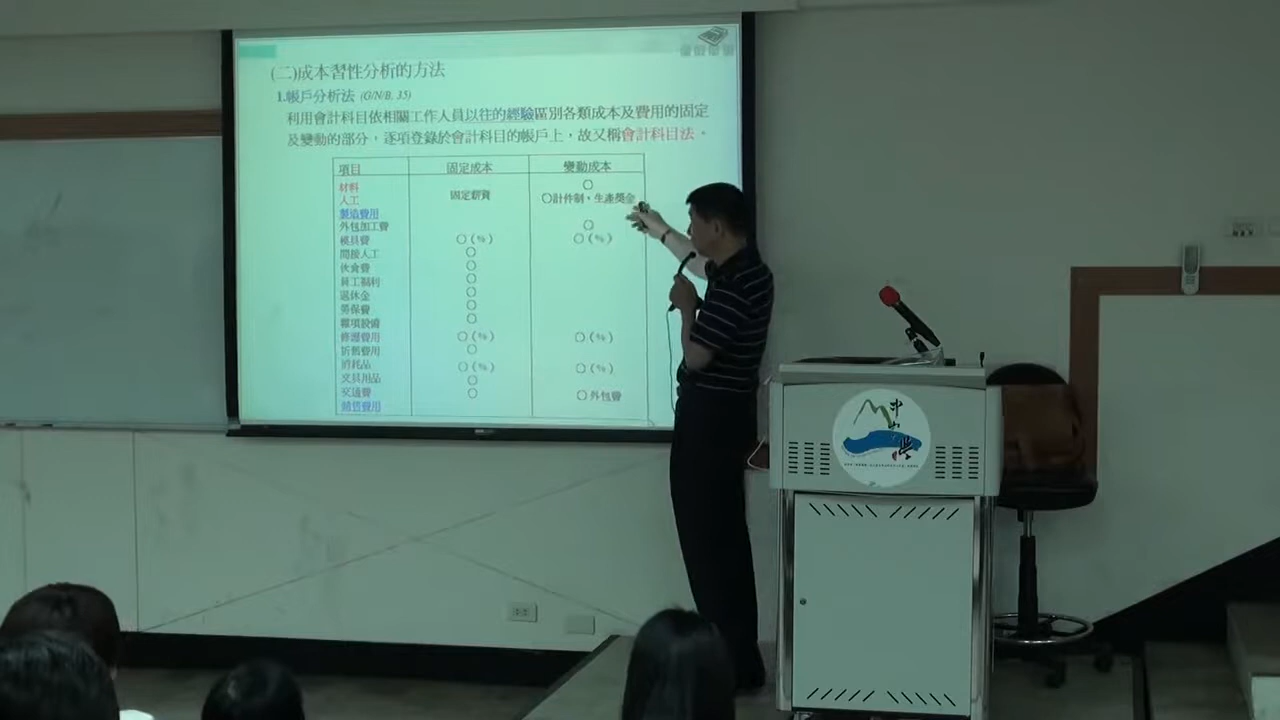 (二)成本習性分析的方法
1.帳戶分析法 (G/N/B. 35)
利用會計科目依相關工作人員以往的經驗區別各類成本及費用的固定
及變動的部分,逐項登錄於會計科目的帳戶上,故又稱會計科目法。
項目 固定成本 變動成本
材料 ○
人工 固定薪資 ○計件制,生產獎金
製造費用
外包加工費 ○
模具費 ○(%) ○(%)
間接人工 ○
伙食費 ○
員工福利 ○
退休金 ○
勞保費 ○
雜項設備 ○
修護費用 ○(%) ○(%)
折舊費用 ○
消耗品 ○(%) ○(%)
文具用品 ○
交通費 ○ ○外包費
銷售費用
中
興